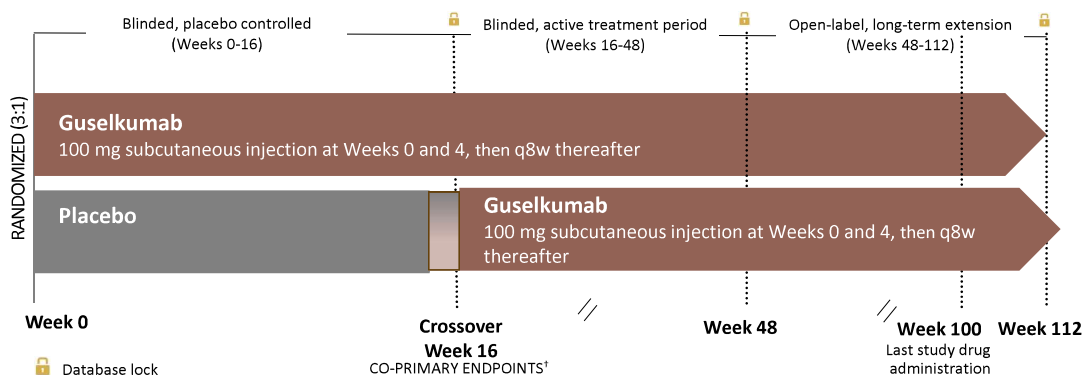 Blinded, placebo controlled
(Weeks 0-16)
Blinded, active treatment period
(Weeks 16-48)
Open-label, long-term extension
(Weeks 48-112)
RANDOMIZED (3:1)
Guselkumab
100 mg subcutaneous injection at Weeks 0 and 4, then q8w thereafter
Placebo
Guselkumab
100 mg subcutaneous injection at Weeks 0 and 4, then q8w
thereafter
Week 0
Crossover
Week 16
CO-PRIMARY ENDPOINTS†
Week 48
Week 100
Last study drug
administration
Week 112
Database lock